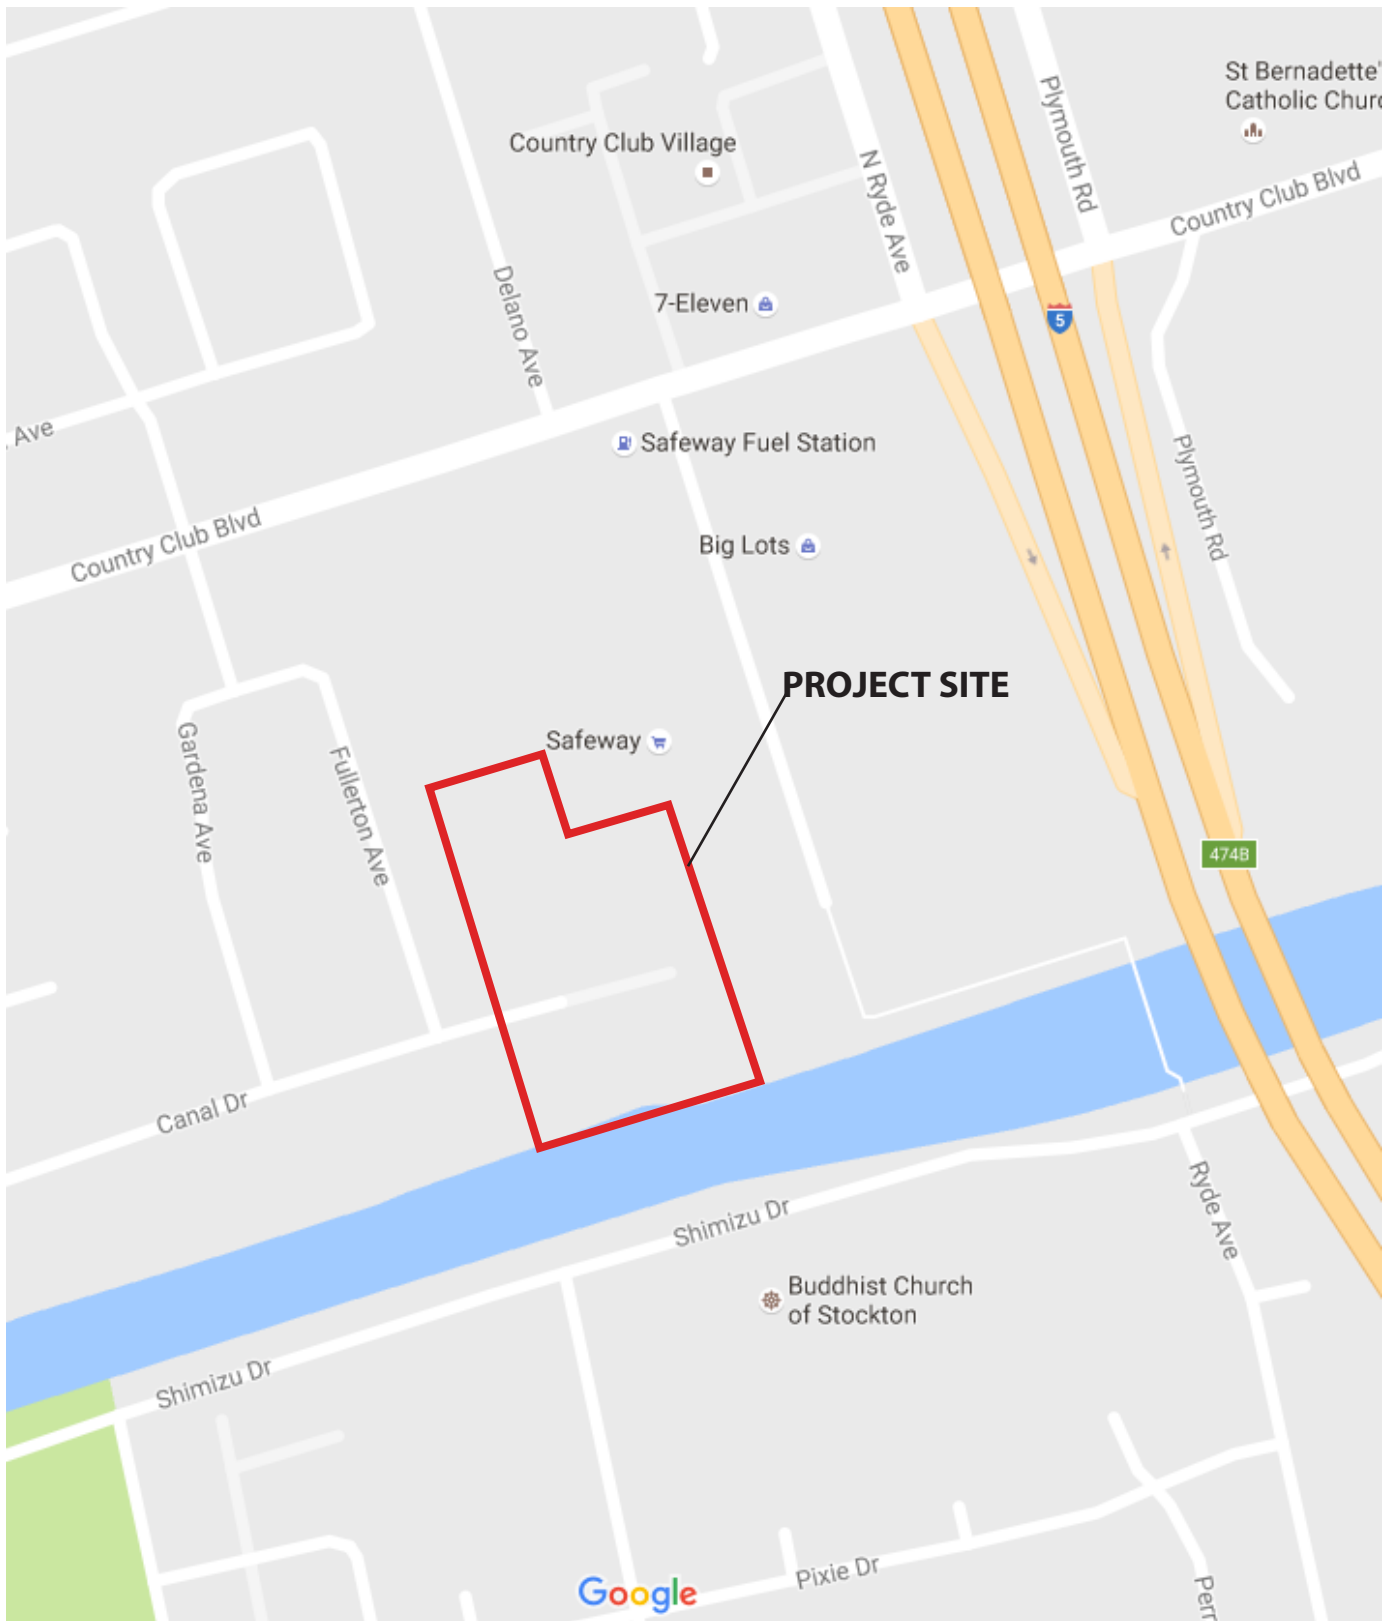 St Bernadette'
Catholic Churc
Plymouth Rd
Country Club Village
N Ryde Ave
Country Club Blvd
Delano Ave
7-Eleven
5
Ave
Safeway Fuel Station
Plymouth Rd
Country Club Blvd
Big Lots
PROJECT SITE
Safeway
Gardena Ave
Fullerton Ave
474B
Canal Dr
Shimizu Dr
Ryde Ave
Buddhist Church
of Stockton
Shimizu Dr
Pixie Dr
Perr
Google